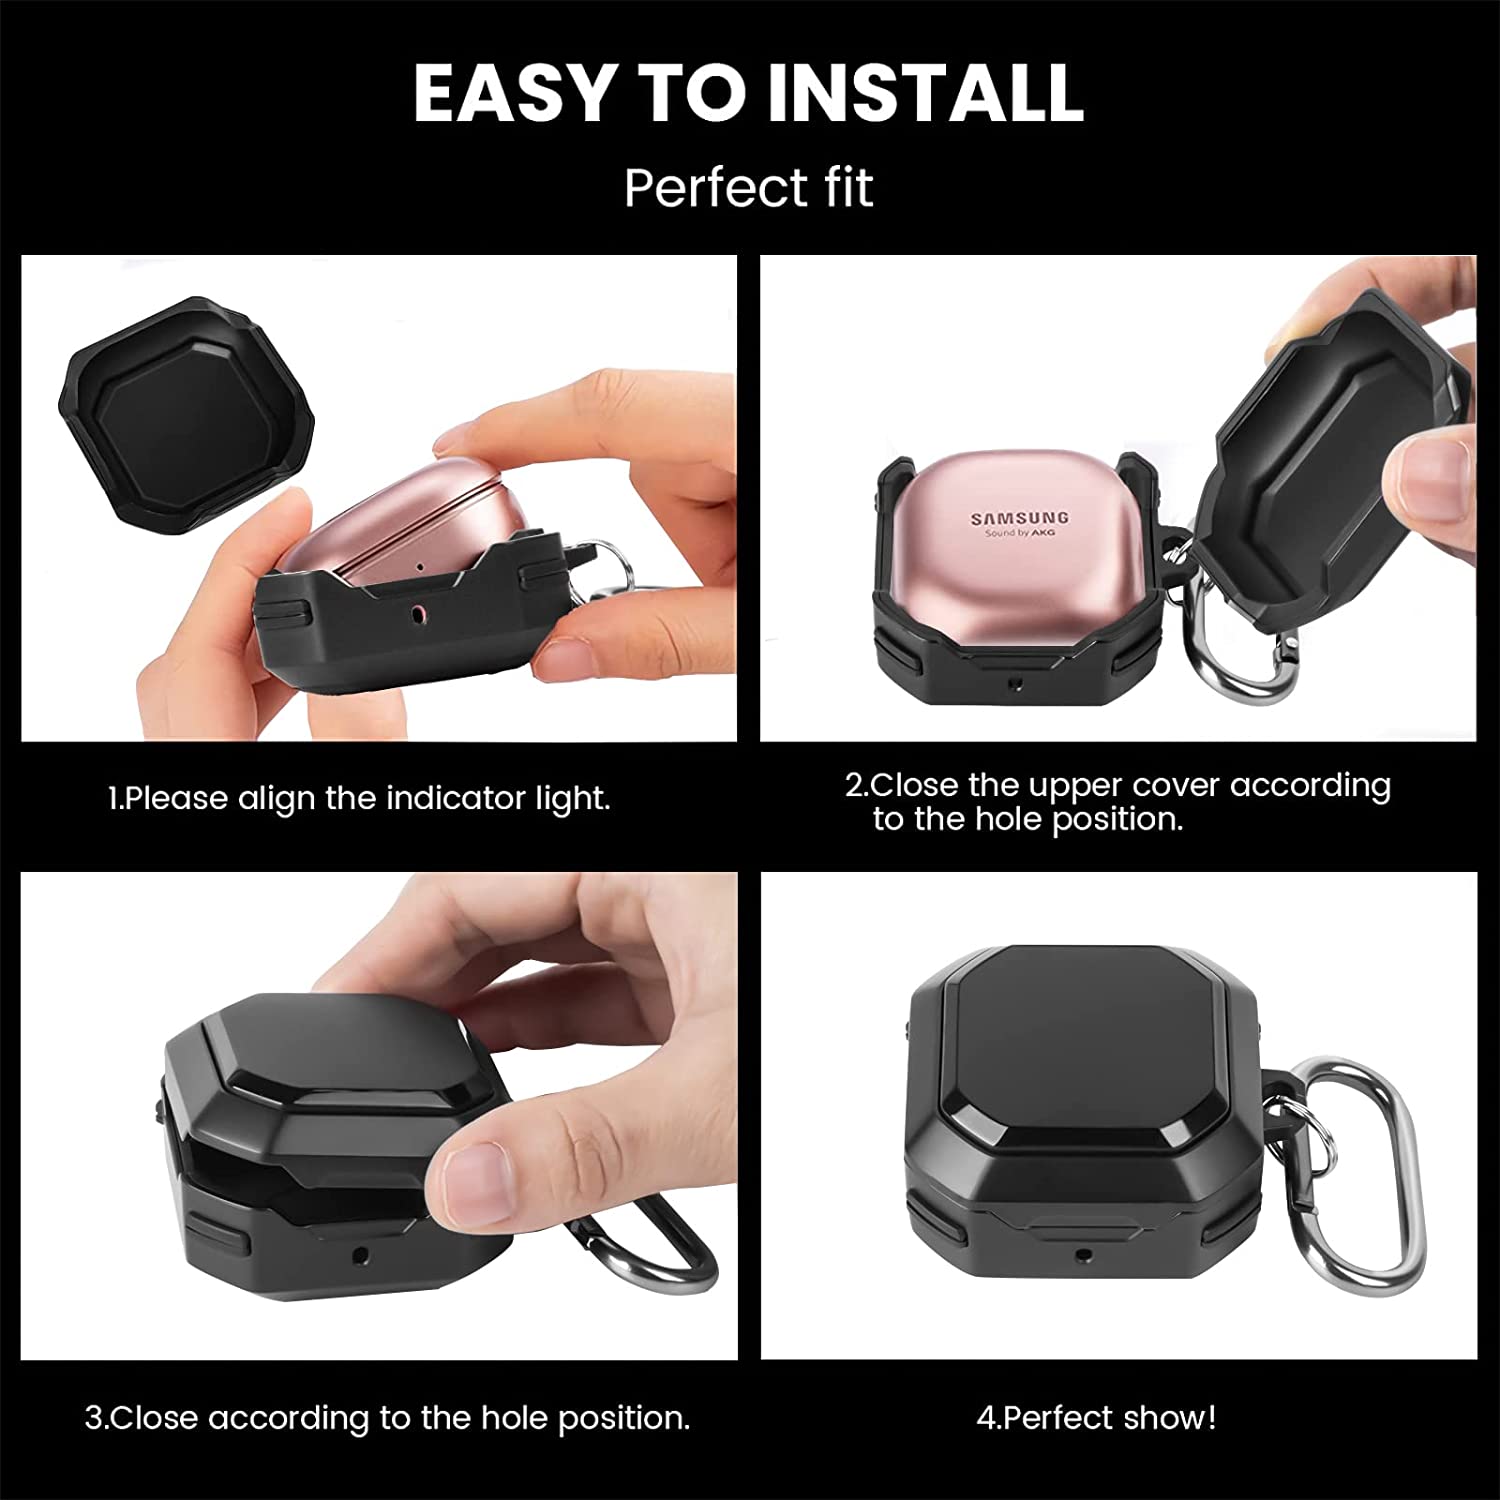 EASY TO INSTALL
Perfect fit
SAMSUNG
Sound by AKG
1.Please align the indicator light.
2.Close the upper cover according
to the hole position.
3.Close according to the hole position.
4.Perfect show!